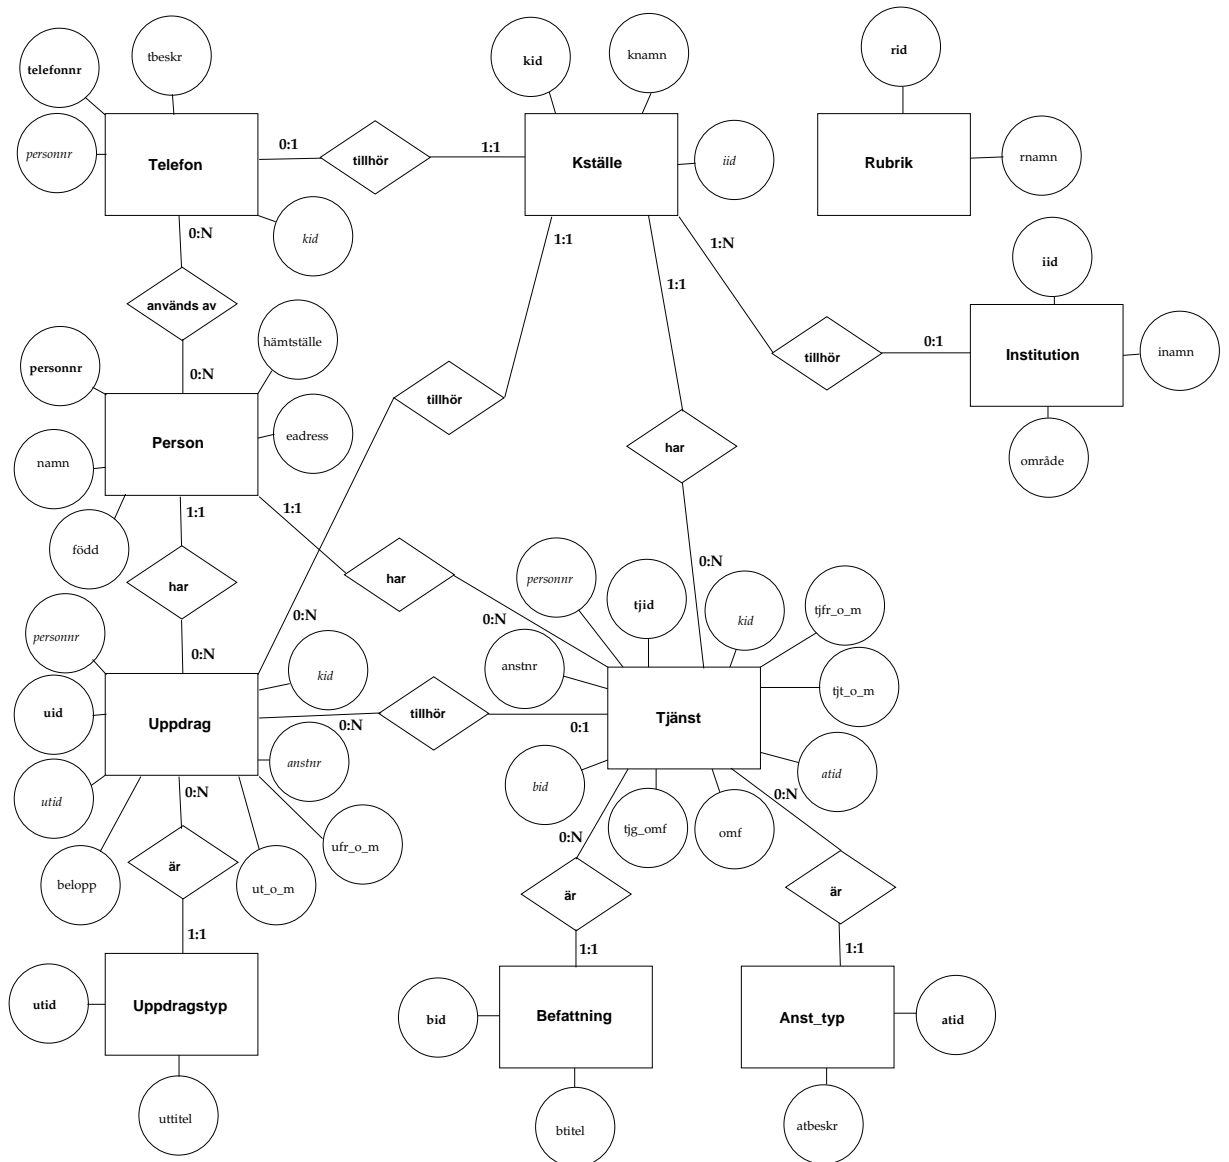 tbeskr
knamn
rid
kid
telefonnr
personnr
Telefon
0:1
tillhör
1:1
Kställe
iid
Rubrik
rnamn
kid
0:N
1:1
1:N
iid
1:1
används av
hämtställe
personnr
0:N
tillhör
0:1
Institution
inamn
tillhör
eadress
Person
namn
har
område
1:1
1:1
född
har
har
0:N
personnr
tjid
kid
tjfr_o_m
0:N
0:N
personnr
0:N
kid
anstnr
tjt_o_m
uid
Uppdrag
0:N
tillhör
0:1
Tjänst
anstnr
utid
bid
atid
0:N
0:N
tjg_omf
omf
0:N
ufr_o_m
belopp
är
ut_o_m
är
är
1:1
1:1
1:1
utid
Uppdragstyp
bid
Befattning
Anst_typ
atid
uttitel
btitel
atbeskr